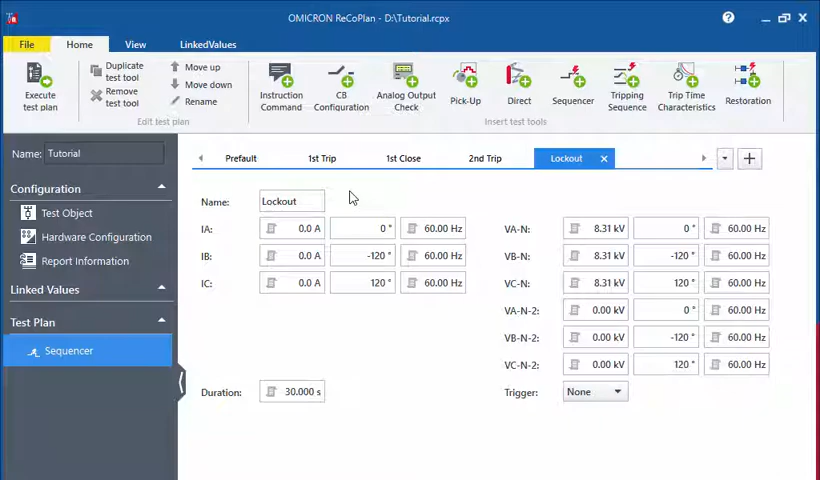 OMICRON ReCoPlan - D:\Tutorial.rcpx
File Home View LinkedValues
Execute test plan
Duplicate test tool
Remove test tool
Move up
Move down
Rename
Edit test plan
Instruction Command
CB Configuration
Analog Output Check
Pick-Up
Direct
Sequencer
Tripping Sequence
Trip Time Characteristics
Restoration
Insert test tools
Name: Tutorial
Configuration
Test Object
Hardware Configuration
Report Information
Linked Values
Test Plan
Sequencer
Prefault 1st Trip 1st Close 2nd Trip Lockout
Name: Lockout
IA: 0.0 A 0 ° 60.00 Hz
IB: 0.0 A -120 ° 60.00 Hz
IC: 0.0 A 120 ° 60.00 Hz
VA-N: 8.31 kV 0 ° 60.00 Hz
VB-N: 8.31 kV -120 ° 60.00 Hz
VC-N: 8.31 kV 120 ° 60.00 Hz
VA-N-2: 0.00 kV 0 ° 60.00 Hz
VB-N-2: 0.00 kV -120 ° 60.00 Hz
VC-N-2: 0.00 kV 120 ° 60.00 Hz
Duration: 30.000 s
Trigger: None